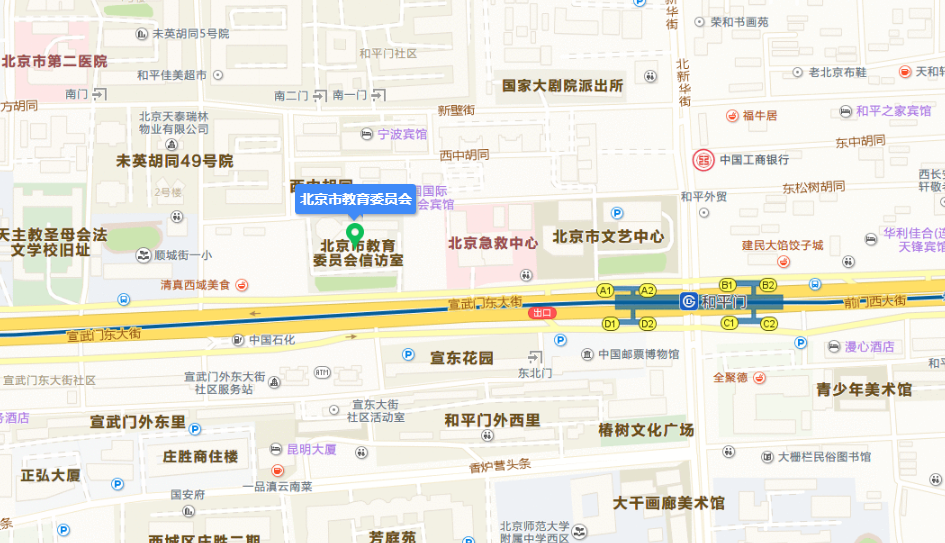 新华街
荣和书画苑
未英胡同5号院
和平门社区
北京市第二医院
和平佳美超市
国家大剧院派出所
北新华街
老北京布鞋
天和轩
南门
南二门
南一门
方胡同
新壁街
福牛居
和平之家宾馆
北京天泰瑞林
物业有限公司
宁波宾馆
东中胡同
未英胡同49号院
西中胡同
中国工商银行
西中胡同
2号楼
国国际
会宾馆
东松树胡同
西长安
轩敬老
北京市教育委员会
和平外贸
天主教圣母会法
文学校旧址
顺城街一小
北京市教育
委员会信访室
北京急救中心
北京市文艺中心
建民大馅饺子城
华利佳合(连
天锋宾馆
清真西域美食
A1
A2
B1
B2
宣武门东大街
出口
和平门
前门西大街
宣武门东大街
D1
D2
C1
C2
中国石化
宣东花园
东北门
中国邮票博物馆
漫心酒店
宣武门东大街社区
宣武门外东大街
社区服务站
ATM
全聚德
和平
青少年美术馆
务酒店
宣武门外东里
宣东大街
社区活动室
和平门外西里
椿树文化广场
庄胜商住楼
昆明大厦
大栅栏民俗图书馆
正弘大厦
一品滇云南菜
香炉营头条
国安府
大千画廊美术馆
条
西城区庄胜二期
芳庭苑
北京师范大学
附属中学西区